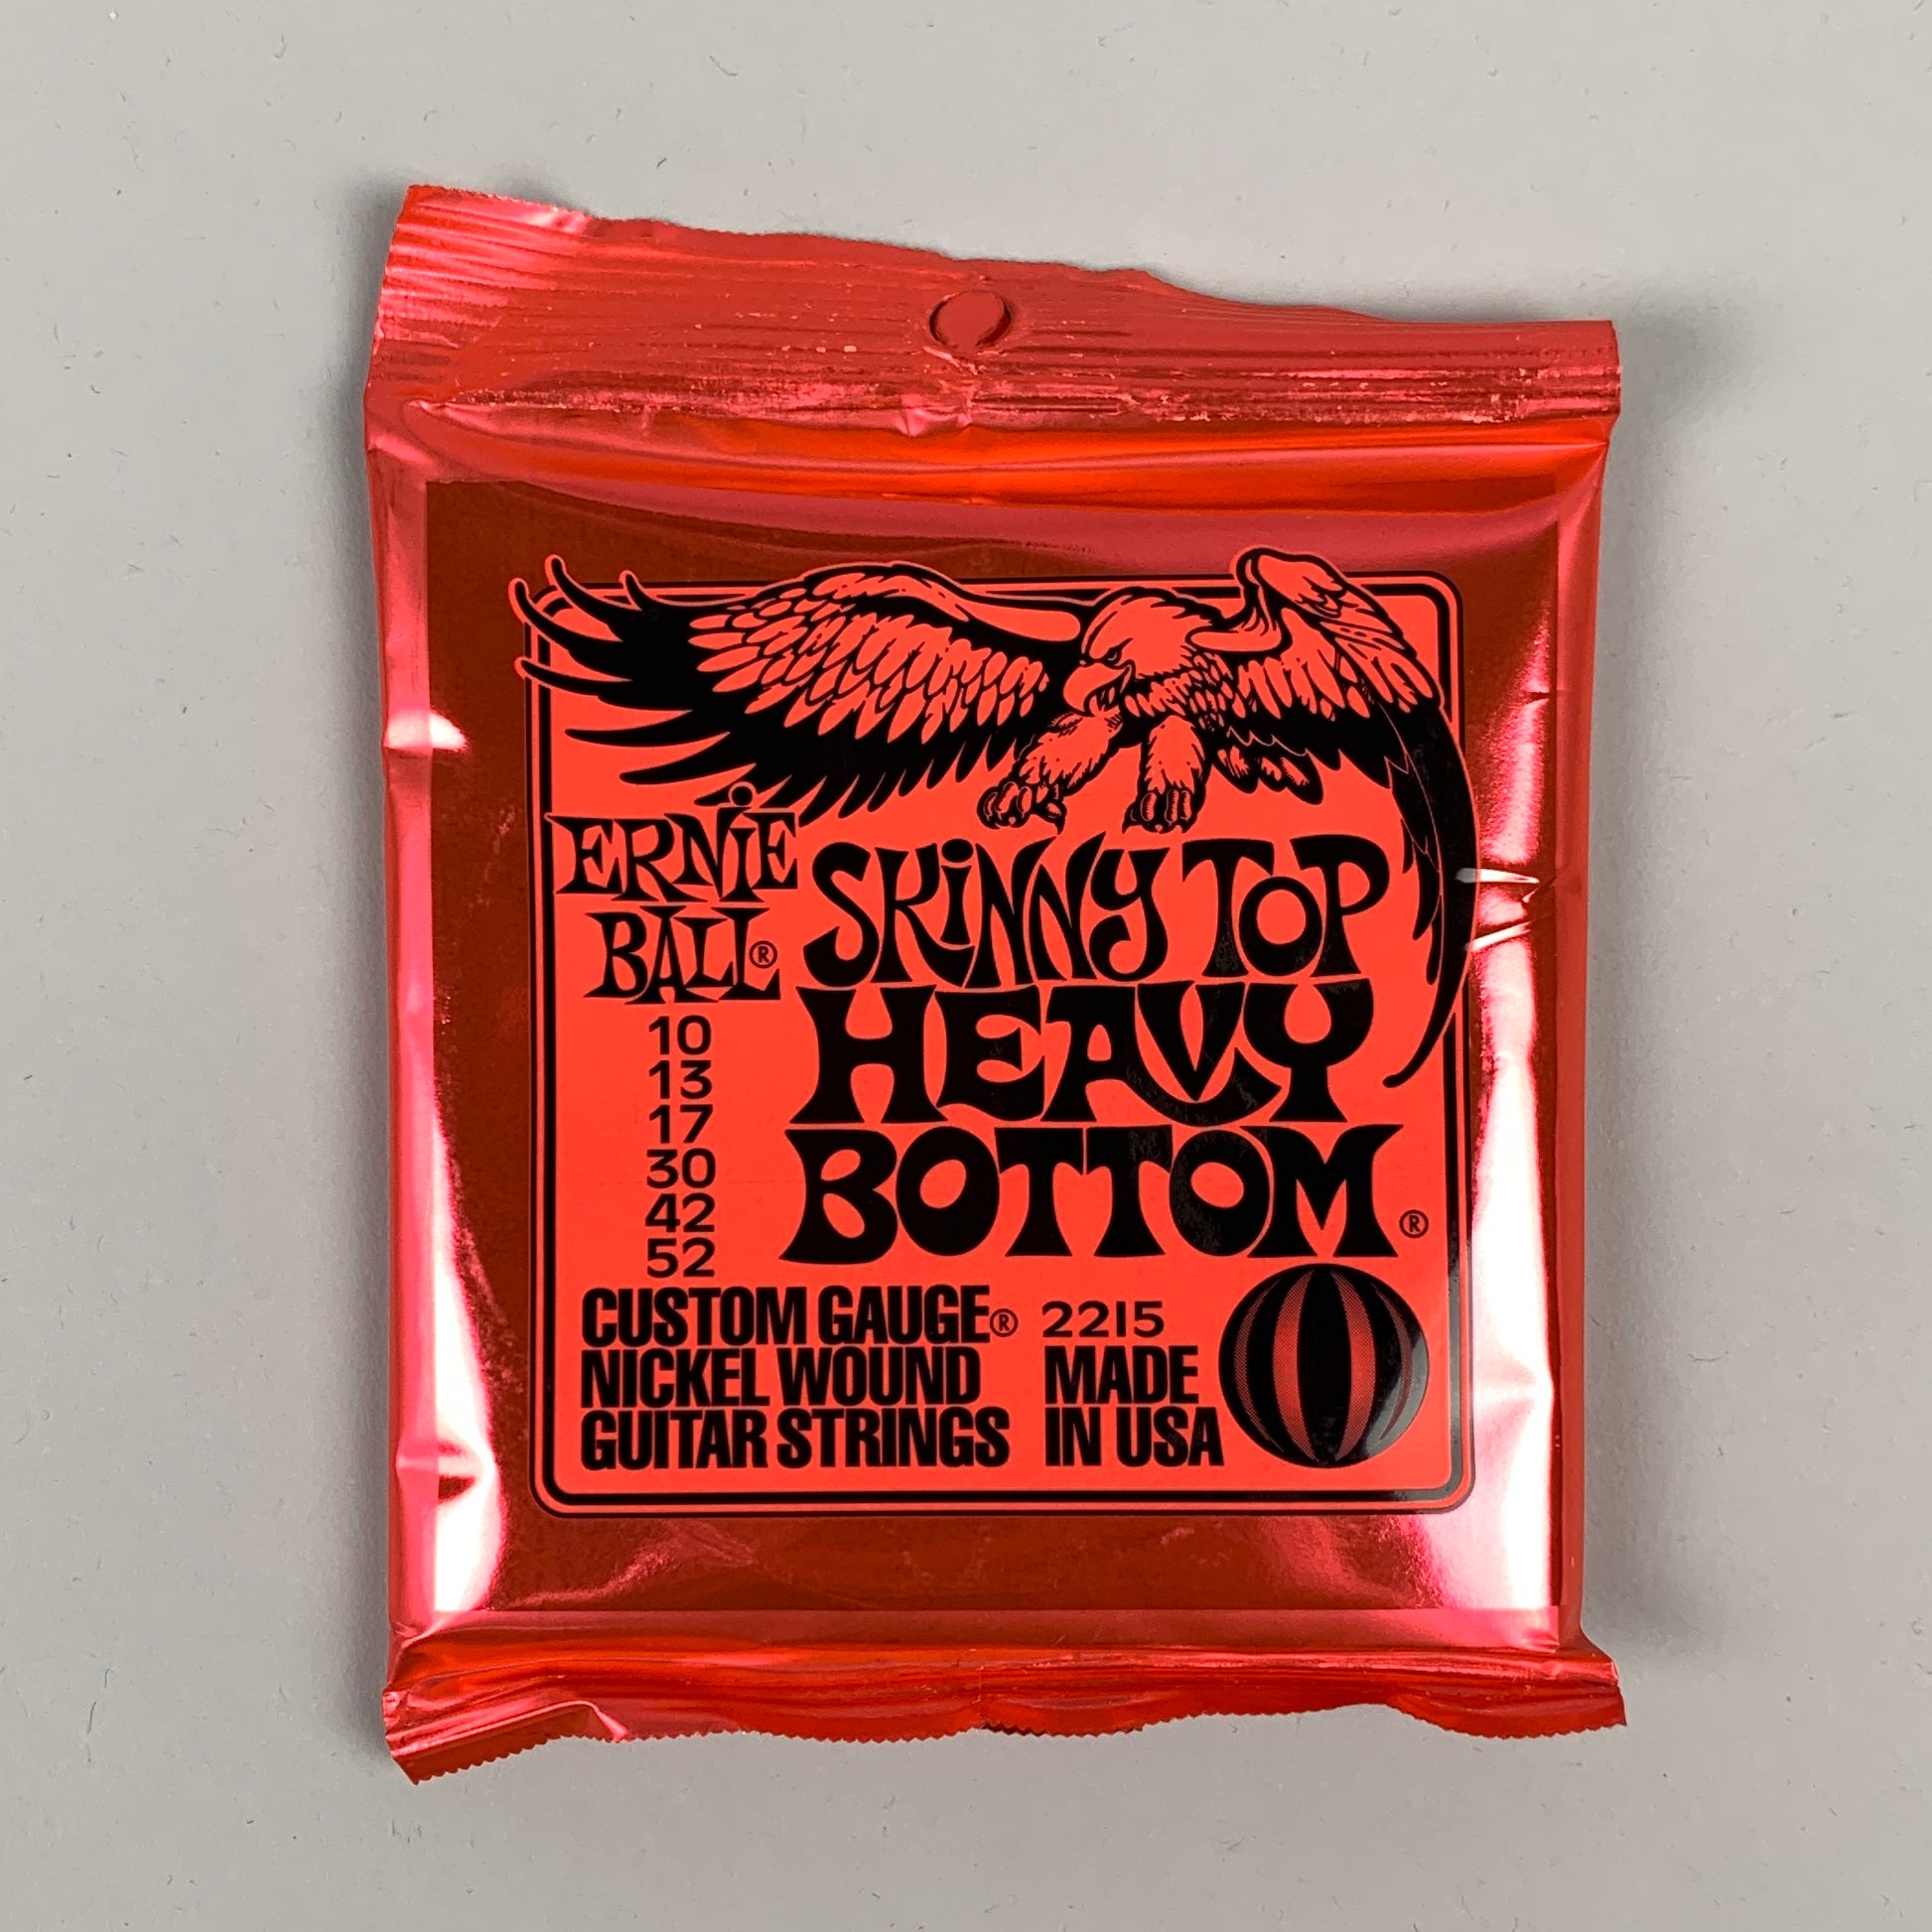 ERNiE
BALL®
SKiNNY TOP
HEAVY
BOTTOM®
10
13
17
30
42
52
CUSTOM GAUGE®
NICKEL WOUND
GUITAR STRINGS
2215
MADE
IN USA